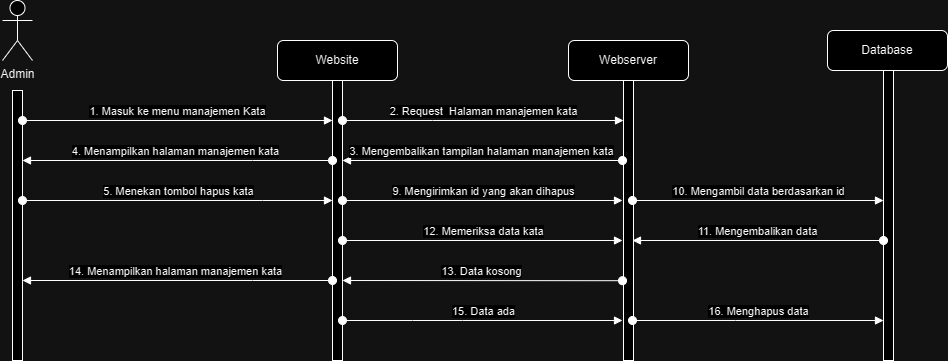 Admin
Website
Webserver
Database
1. Masuk ke menu manajemen Kata
2. Request Halaman manajemen kata
4. Menampilkan halaman manajemen kata
3. Mengembalikan tampilan halaman manajemen kata
5. Menekan tombol hapus kata
9. Mengirimkan id yang akan dihapus
10. Mengambil data berdasarkan id
12. Memeriksa data kata
11. Mengembalikan data
14. Menampilkan halaman manajemen kata
13. Data kosong
15. Data ada
16. Menghapus data